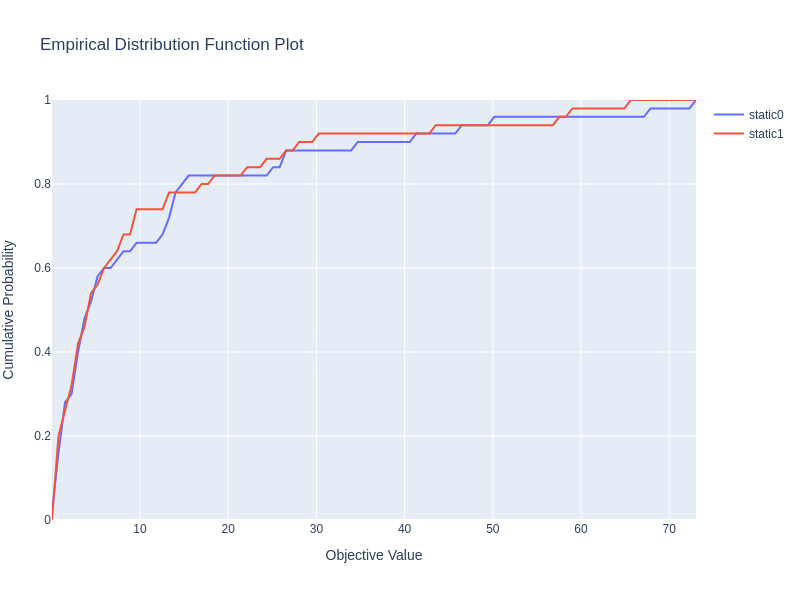 Empirical Distribution Function Plot
static0
static1
Cumulative Probability
1
0.8
0.6
0.4
0.2
0
10
20
30
40
50
60
70
Objective Value